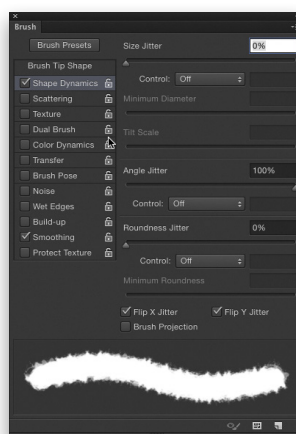 Brush
Brush Presets
Size Jitter
0%
Brush Tip Shape
Shape Dynamics
Control: Off
Scattering
Minimum Diameter
Texture
Dual Brush
Tilt Scale
Color Dynamics
Transfer
Angle Jitter
100%
Brush Pose
Noise
Control: Off
Wet Edges
Build-up
Roundness Jitter
0%
Smoothing
Protect Texture
Control: Off
Minimum Roundness
Flip X Jitter
Flip Y Jitter
Brush Projection